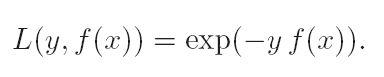 L(y, f(x)) = exp(−y f(x)).